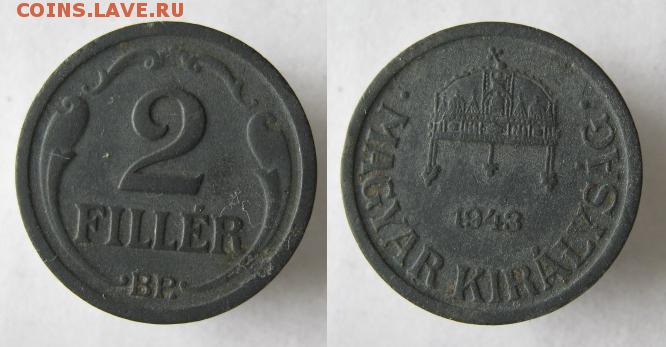 COINS.LAVE.RU
2
FILLÉR
•BP.•
1943
• MAGYAR KIRÁLYSÁG •